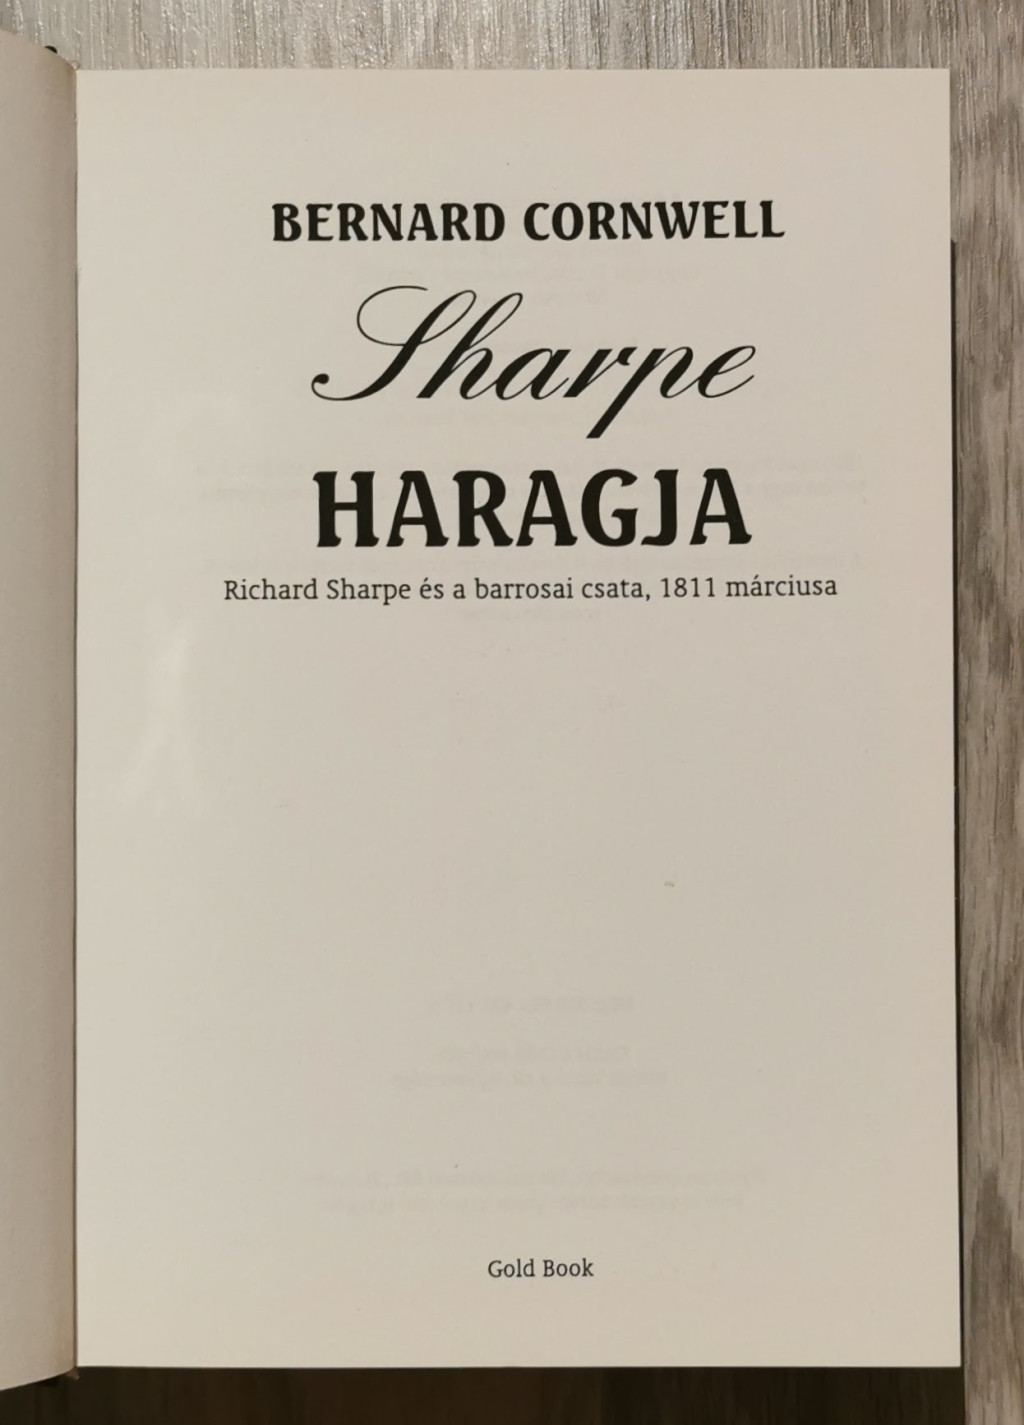 BERNARD CORNWELL
Sharpe
HARAGJA
Richard Sharpe és a barrosai csata, 1811 márciusa
Gold Book